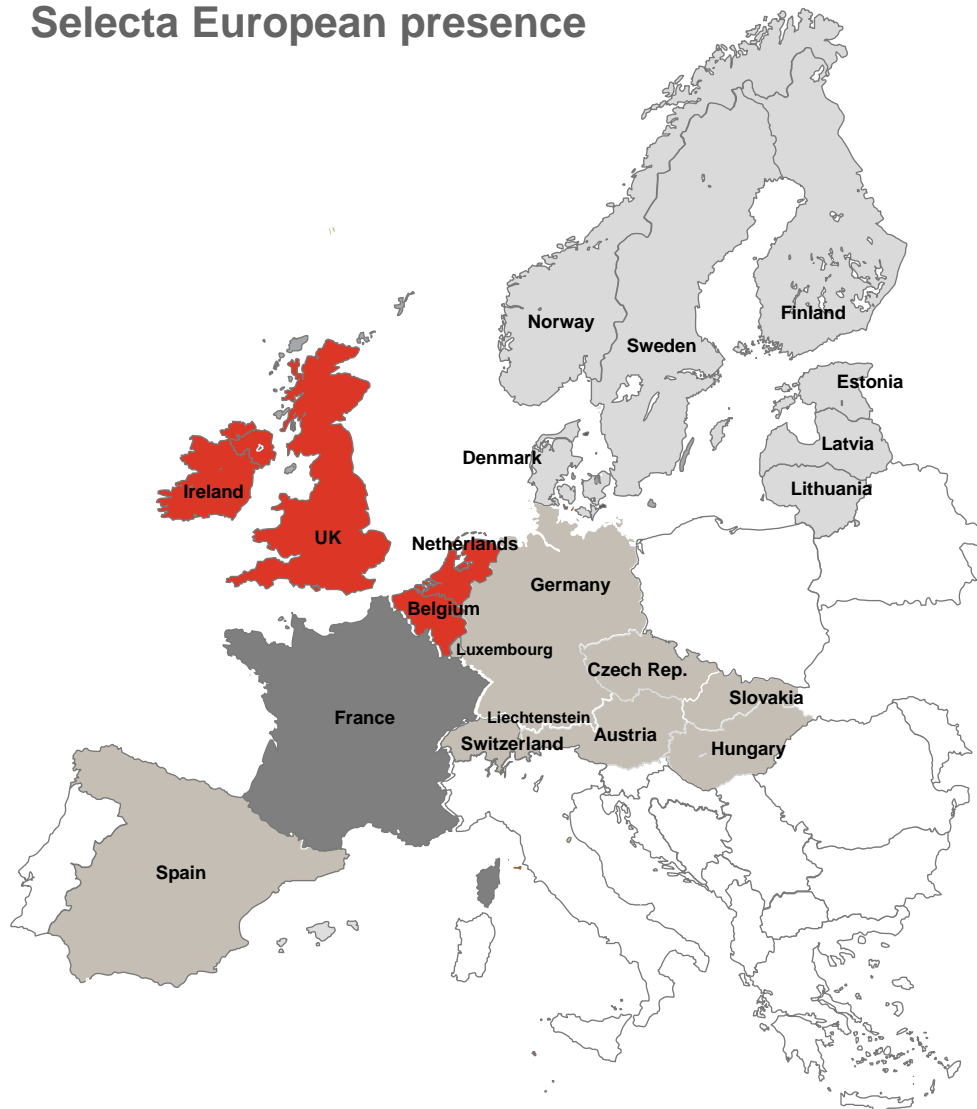 Selecta European presence
Norway
Finland
Sweden
Estonia
Latvia
Denmark
Lithuania
Ireland
UK
Netherlands
Germany
Belgium
Luxembourg
Czech Rep.
Slovakia
France
Liechtenstein
Austria
Switzerland
Hungary
Spain